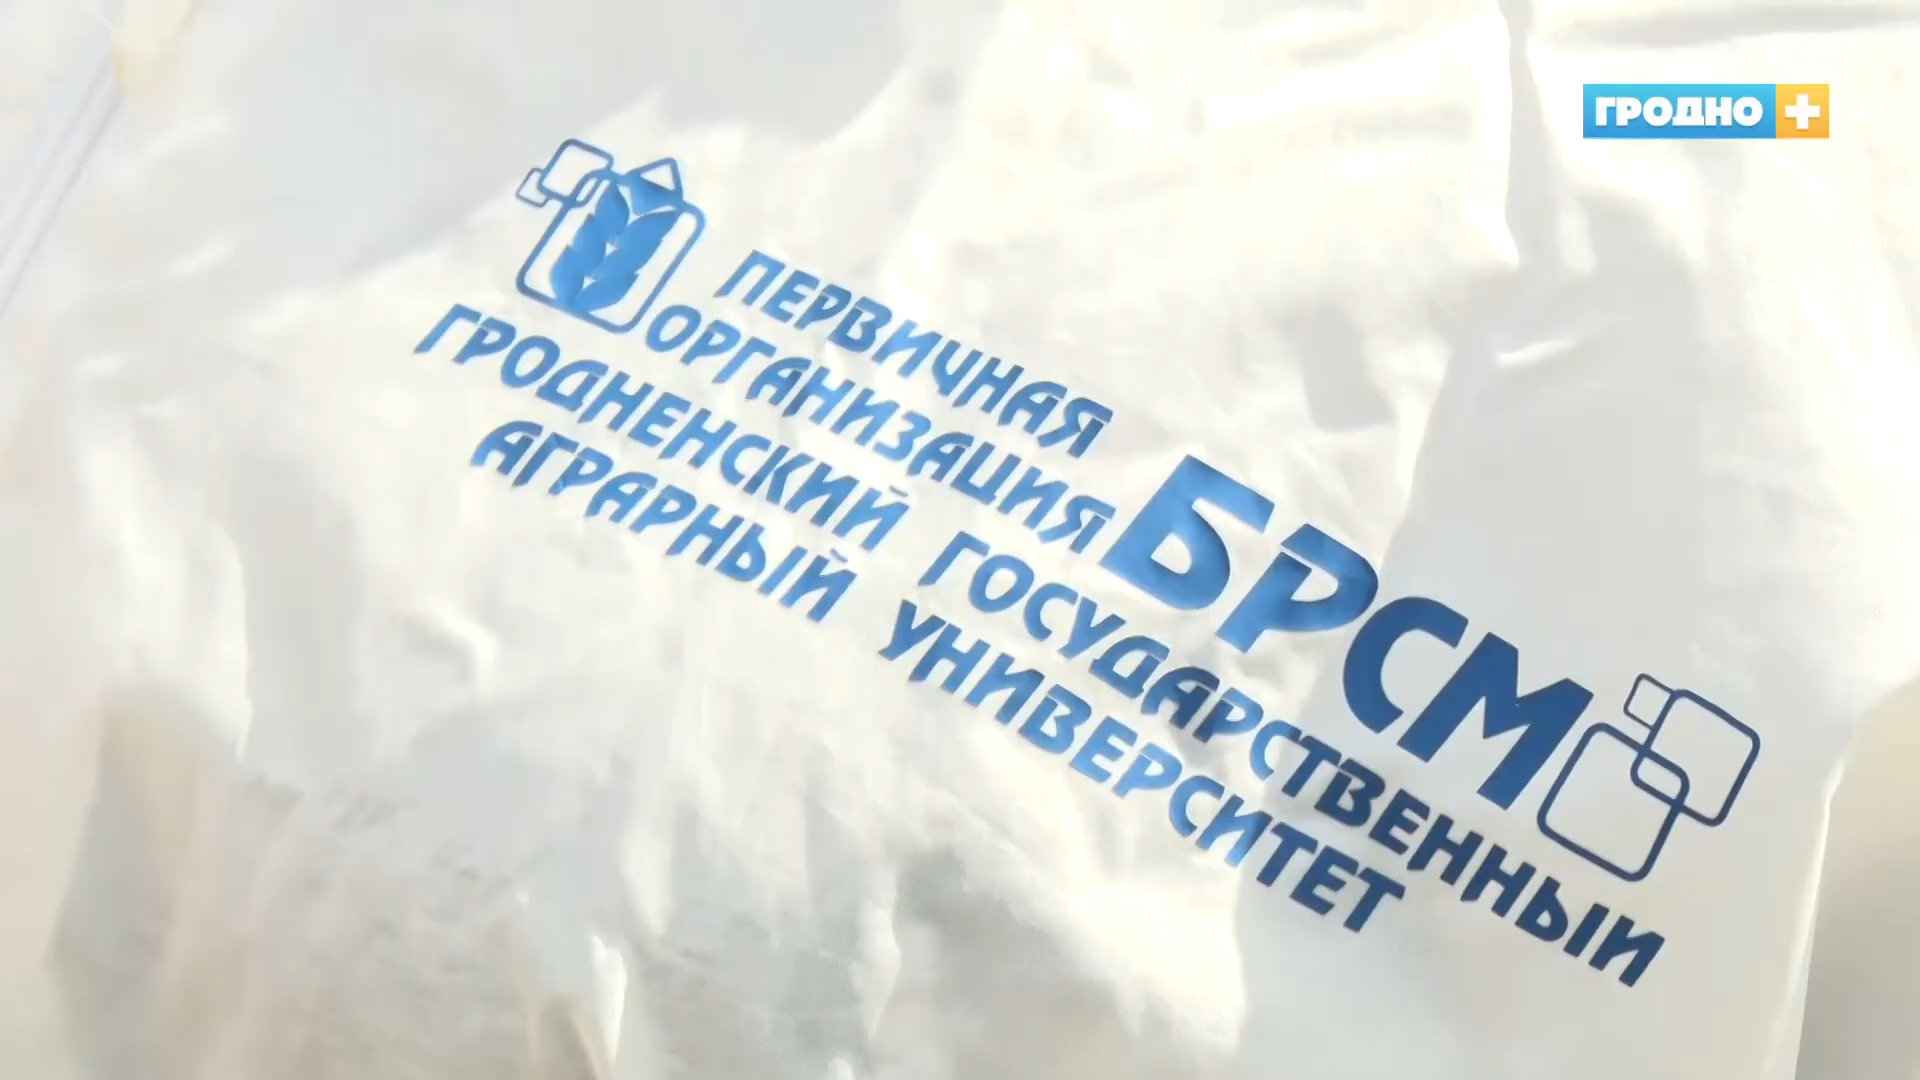 ГРОДНО +
ПЕРВИЧНАЯ
ОРГАНИЗАЦИЯ БРСМ
ГРОДНЕНСКИЙ ГОСУДАРСТВЕННЫЙ
АГРАРНЫЙ УНИВЕРСИТЕТ